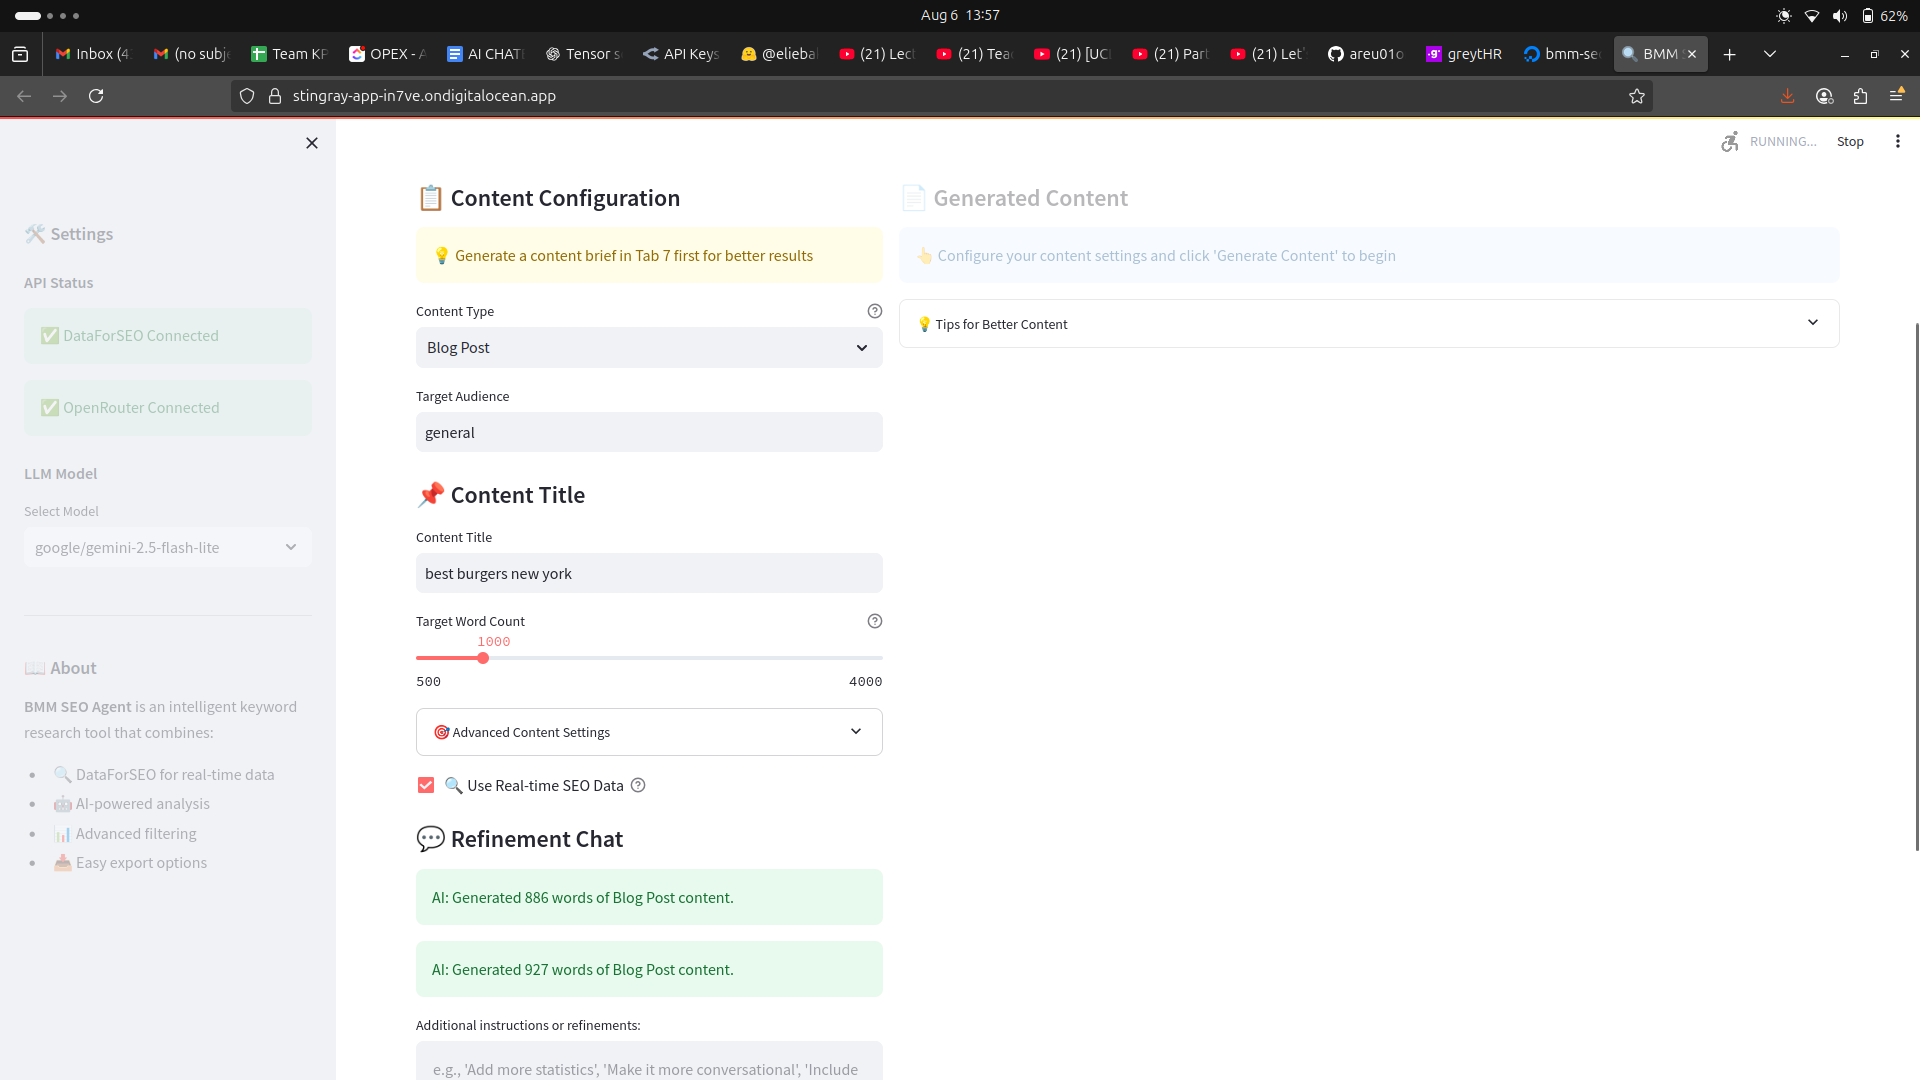 Aug 6 13:57
62%
Inbox (4
(no subj
Team KP
OPEX - A
AI CHAT
Tensor s
API Keys
@elieba
(21) Lect
(21) Tea
(21) [UC
(21) Part
(21) Let'
areu01o
greytHR
bmm-se
BMM S
stingray-app-in7ve.ondigitalocean.app
RUNNING...
Stop
🛠️ Settings
API Status
✅ DataForSEO Connected
✅ OpenRouter Connected
LLM Model
Select Model
google/gemini-2.5-flash-lite
📖 About
BMM SEO Agent is an intelligent keyword
research tool that combines:
• 🔍 DataForSEO for real-time data
• 🤖 AI-powered analysis
• 📊 Advanced filtering
• 📥 Easy export options
📋 Content Configuration
💡 Generate a content brief in Tab 7 first for better results
Content Type
Blog Post
Target Audience
general
📌 Content Title
Content Title
best burgers new york
Target Word Count
1000
500
4000
🎯 Advanced Content Settings
🔍 Use Real-time SEO Data
💬 Refinement Chat
AI: Generated 886 words of Blog Post content.
AI: Generated 927 words of Blog Post content.
Additional instructions or refinements:
e.g., 'Add more statistics', 'Make it more conversational', 'Include
📄 Generated Content
👆 Configure your content settings and click 'Generate Content' to begin
💡 Tips for Better Content